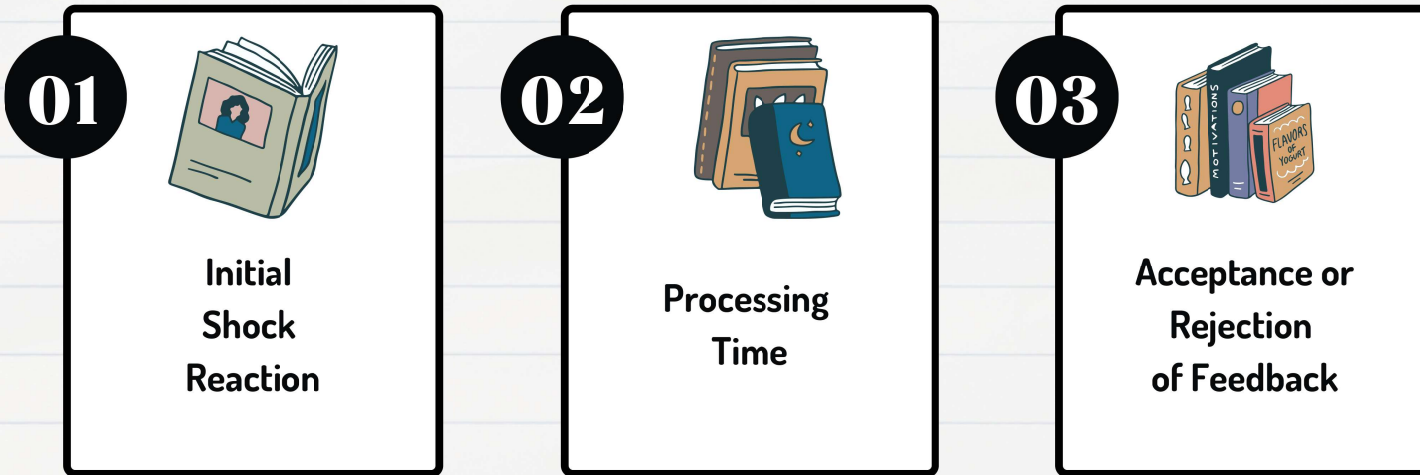 01
Initial
Shock
Reaction
02
Processing
Time
03
MOTIVATIONS
FLAVORS
OF
YOGURT
Acceptance or
Rejection
of Feedback